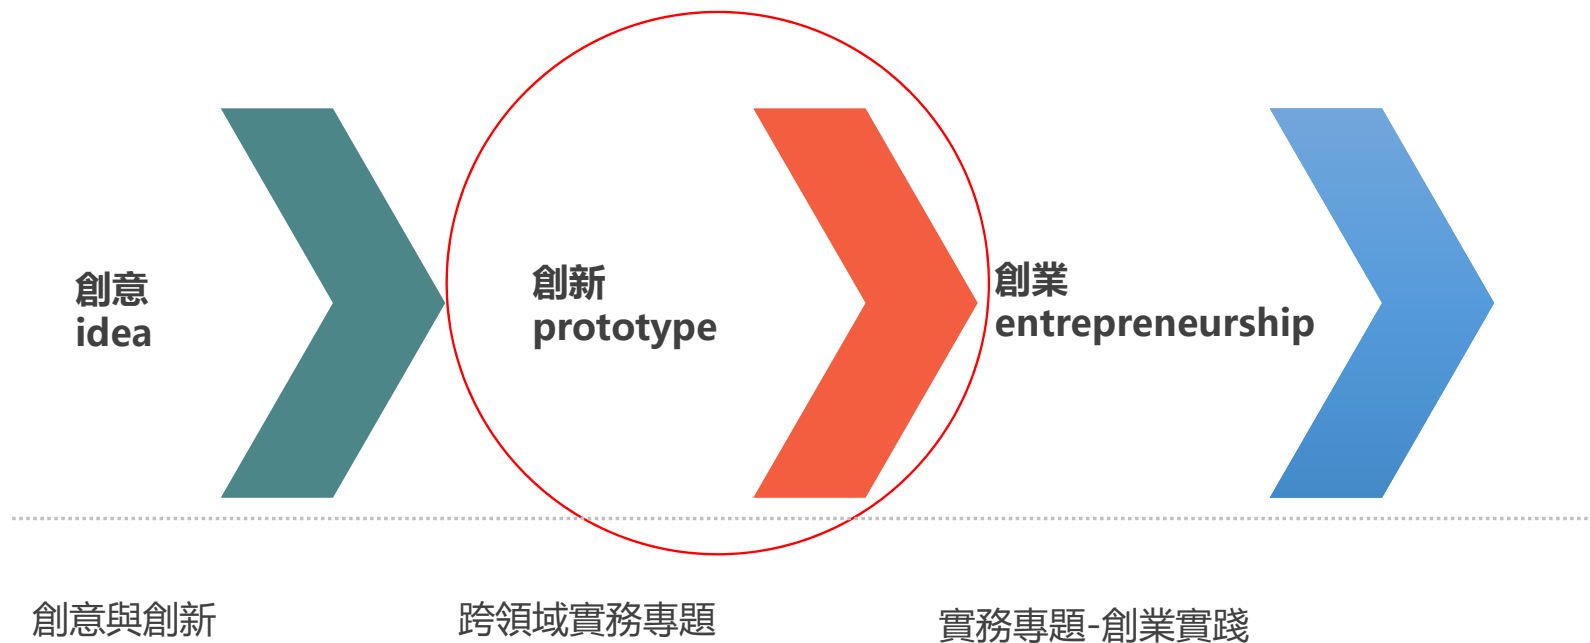 創意
idea
創新
prototype
創業
entrepreneurship
創意與創新
跨領域實務專題
實務專題-創業實踐